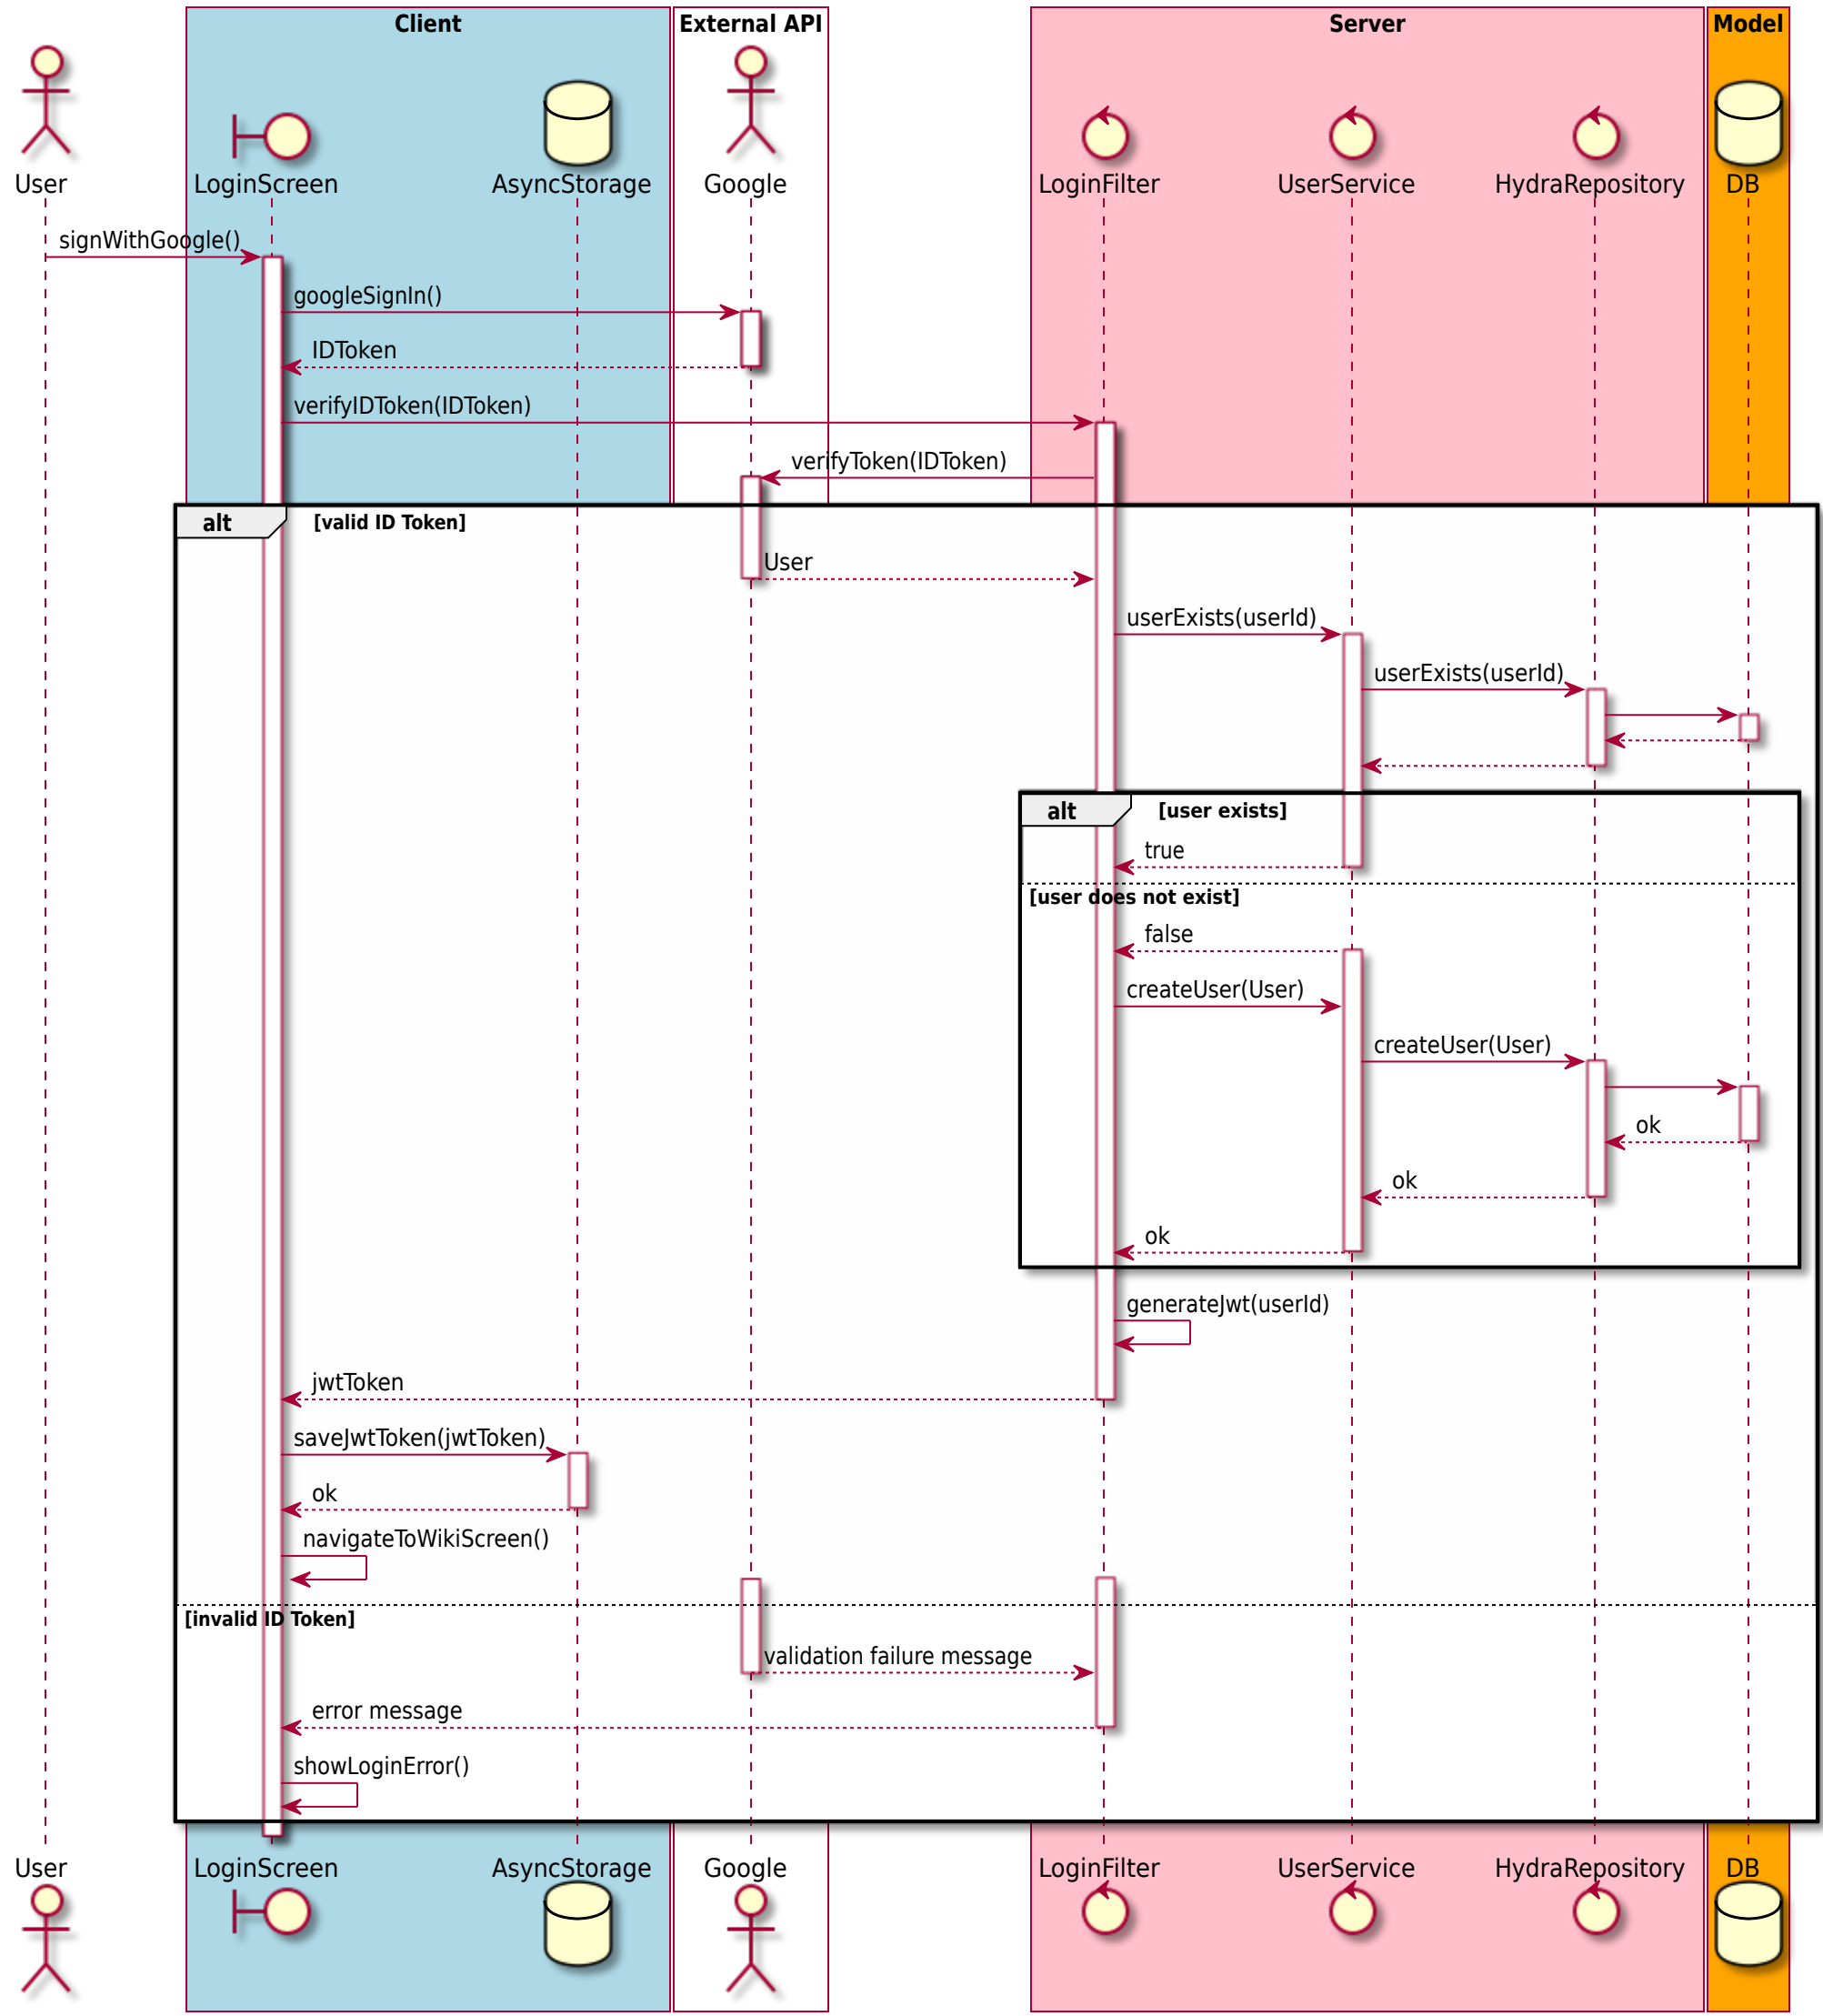 Client
External API
Server
Model
User
LoginScreen
AsyncStorage
Google
LoginFilter
UserService
HydraRepository
DB
signWithGoogle()
googleSignIn()
IDToken
verifyIDToken(IDToken)
verifyToken(IDToken)
alt
[valid ID Token]
User
userExists(userId)
userExists(userId)
alt
[user exists]
true
[user does not exist]
false
createUser(User)
createUser(User)
ok
ok
ok
generateJwt(userId)
jwtToken
saveJwtToken(jwtToken)
ok
navigateToWikiScreen()
[invalid ID Token]
validation failure message
error message
showLoginError()
User
LoginScreen
AsyncStorage
Google
LoginFilter
UserService
HydraRepository
DB